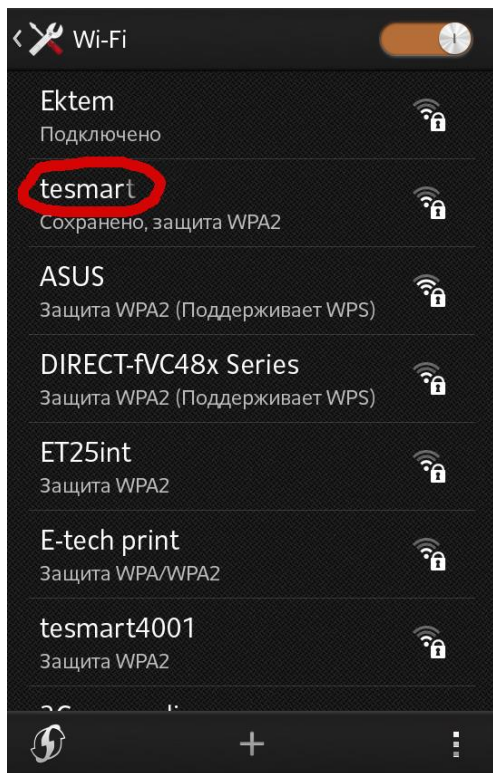 Wi-Fi
Ektem
Подключено
tesmart
Сохранено, защита WPA2
ASUS
Защита WPA2 (Поддерживает WPS)
DIRECT-fVC48x Series
Защита WPA2 (Поддерживает WPS)
ET25int
Защита WPA2
E-tech print
Защита WPA/WPA2
tesmart4001
Защита WPA2